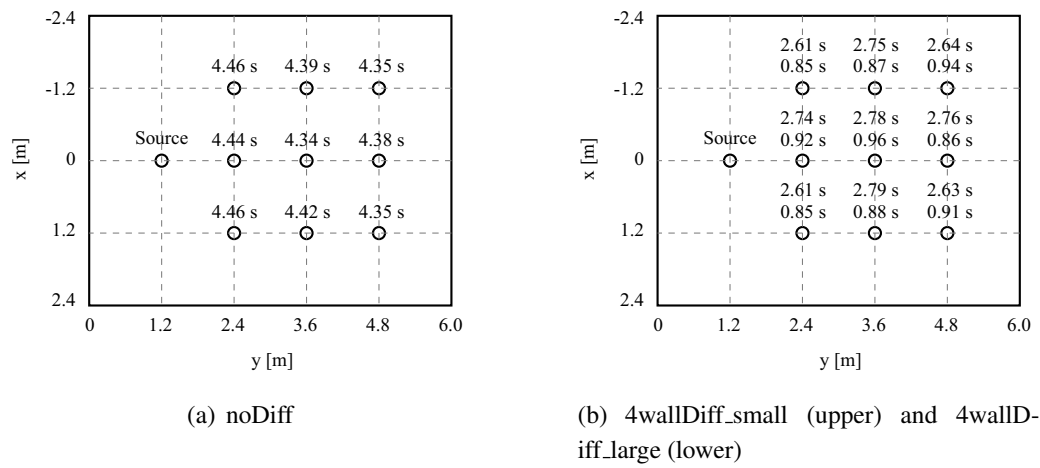 -2.4
4.46 s 4.39 s 4.35 s
-1.2
Source 4.44 s 4.34 s 4.38 s
x [m]
0
4.46 s 4.42 s 4.35 s
1.2
2.4
0 1.2 2.4 3.6 4.8 6.0
y [m]
(a) noDiff
-2.4
2.61 s 2.75 s 2.64 s
0.85 s 0.87 s 0.94 s
-1.2
2.74 s 2.78 s 2.76 s
Source 0.92 s 0.96 s 0.86 s
x [m]
0
2.61 s 2.79 s 2.63 s
0.85 s 0.88 s 0.91 s
1.2
2.4
0 1.2 2.4 3.6 4.8 6.0
y [m]
(b) 4wallDiff_small (upper) and 4wallD-
iff_large (lower)